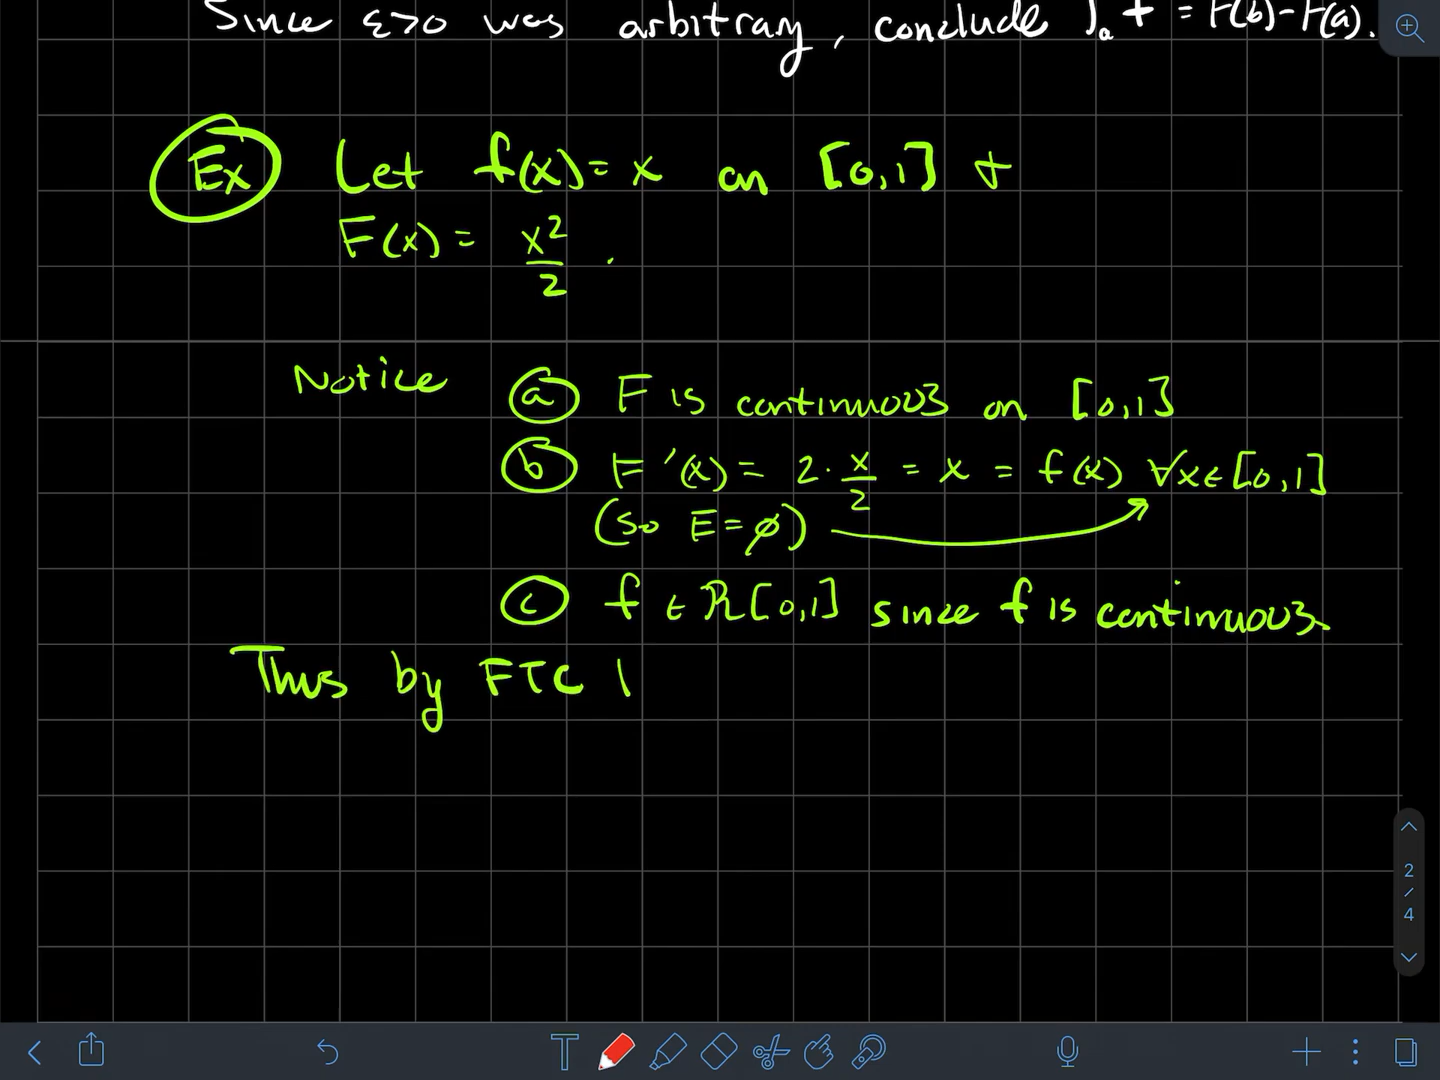 Since ε>0 was arbitrary, conclude ∫ₐ f = F(b)-F(a).
Ex Let f(x)= x on [0,1] &
F(x) = x²/2 .
Notice ⓐ F is continuous on [0,1]
ⓑ F'(x) = 2·x/2 = x = f(x) ∀x∈[0,1]
(so E=∅)
ⓒ f ∈ R[0,1] since f is continuous.
Thus by FTC 1
2
/
4
T